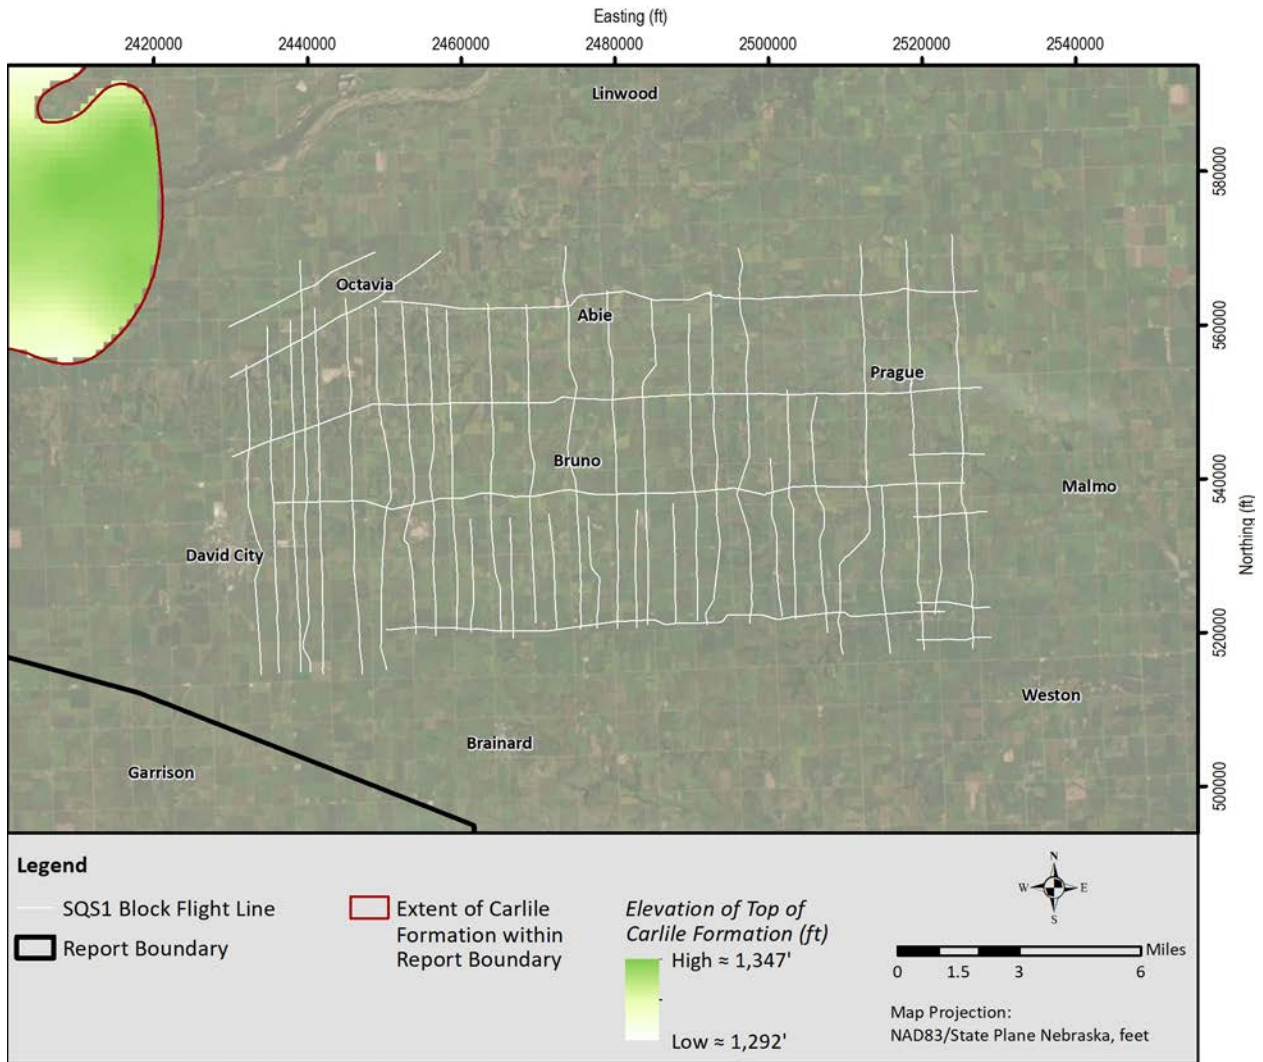 Easting (ft)
2420000 2440000 2460000 2480000 2500000 2520000 2540000
Linwood
580000
Octavia
Abie
560000
Prague
Bruno
540000
Malmo
Northing (ft)
David City
520000
Weston
Brainard
Garrison
500000
Legend
SQS1 Block Flight Line
Report Boundary
Extent of Carlile
Formation within
Report Boundary
Elevation of Top of
Carlile Formation (ft)
High ≈ 1,347'
Low ≈ 1,292'
N
W E
S
Miles
0 1.5 3 6
Map Projection:
NAD83/State Plane Nebraska, feet